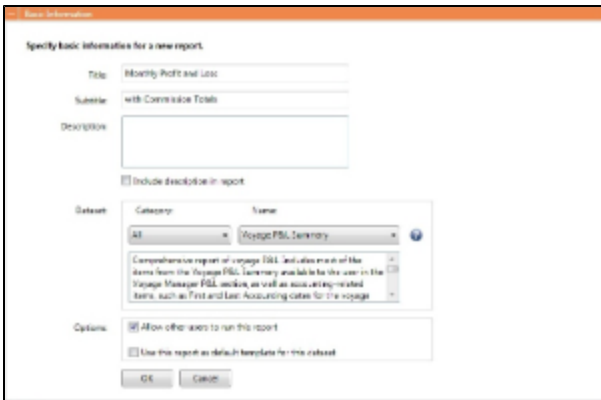 Basic Information
Specify basic information for a new report.
Title: Monthly Profit and Loss
Subtitle: with Commission Totals
Description:
Include description in report
Dataset: Category: Name:
All Voyage P&L Summary
Comprehensive report of voyage P&L. Includes most of the
items from the Voyage P&L Summary available to the user in the
Voyage Manager P&L section, as well as accounting-related
items, such as First and Last Accounting dates for the voyage
Options: Allow other users to run this report
Use this report as default template for this dataset
OK Cancel